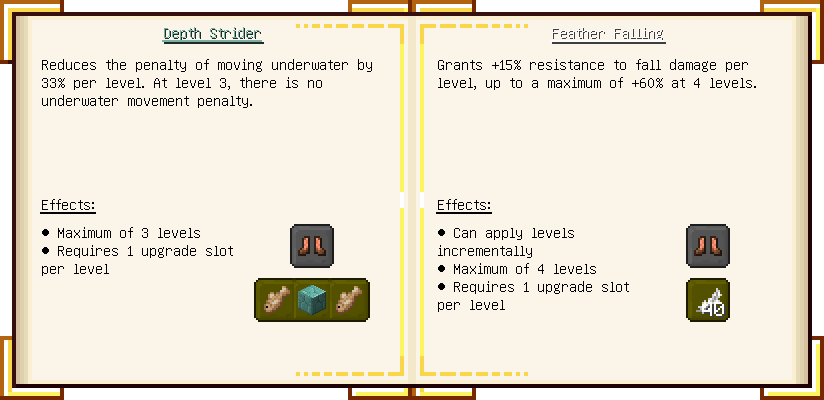 Depth Strider
Reduces the penalty of moving underwater by
33% per level. At level 3, there is no
underwater movement penalty.
Effects:
● Maximum of 3 levels
● Requires 1 upgrade slot
per level
Feather Falling
Grants +15% resistance to fall damage per
level, up to a maximum of +60% at 4 levels.
Effects:
● Can apply levels
incrementally
● Maximum of 4 levels
● Requires 1 upgrade slot
per level
40